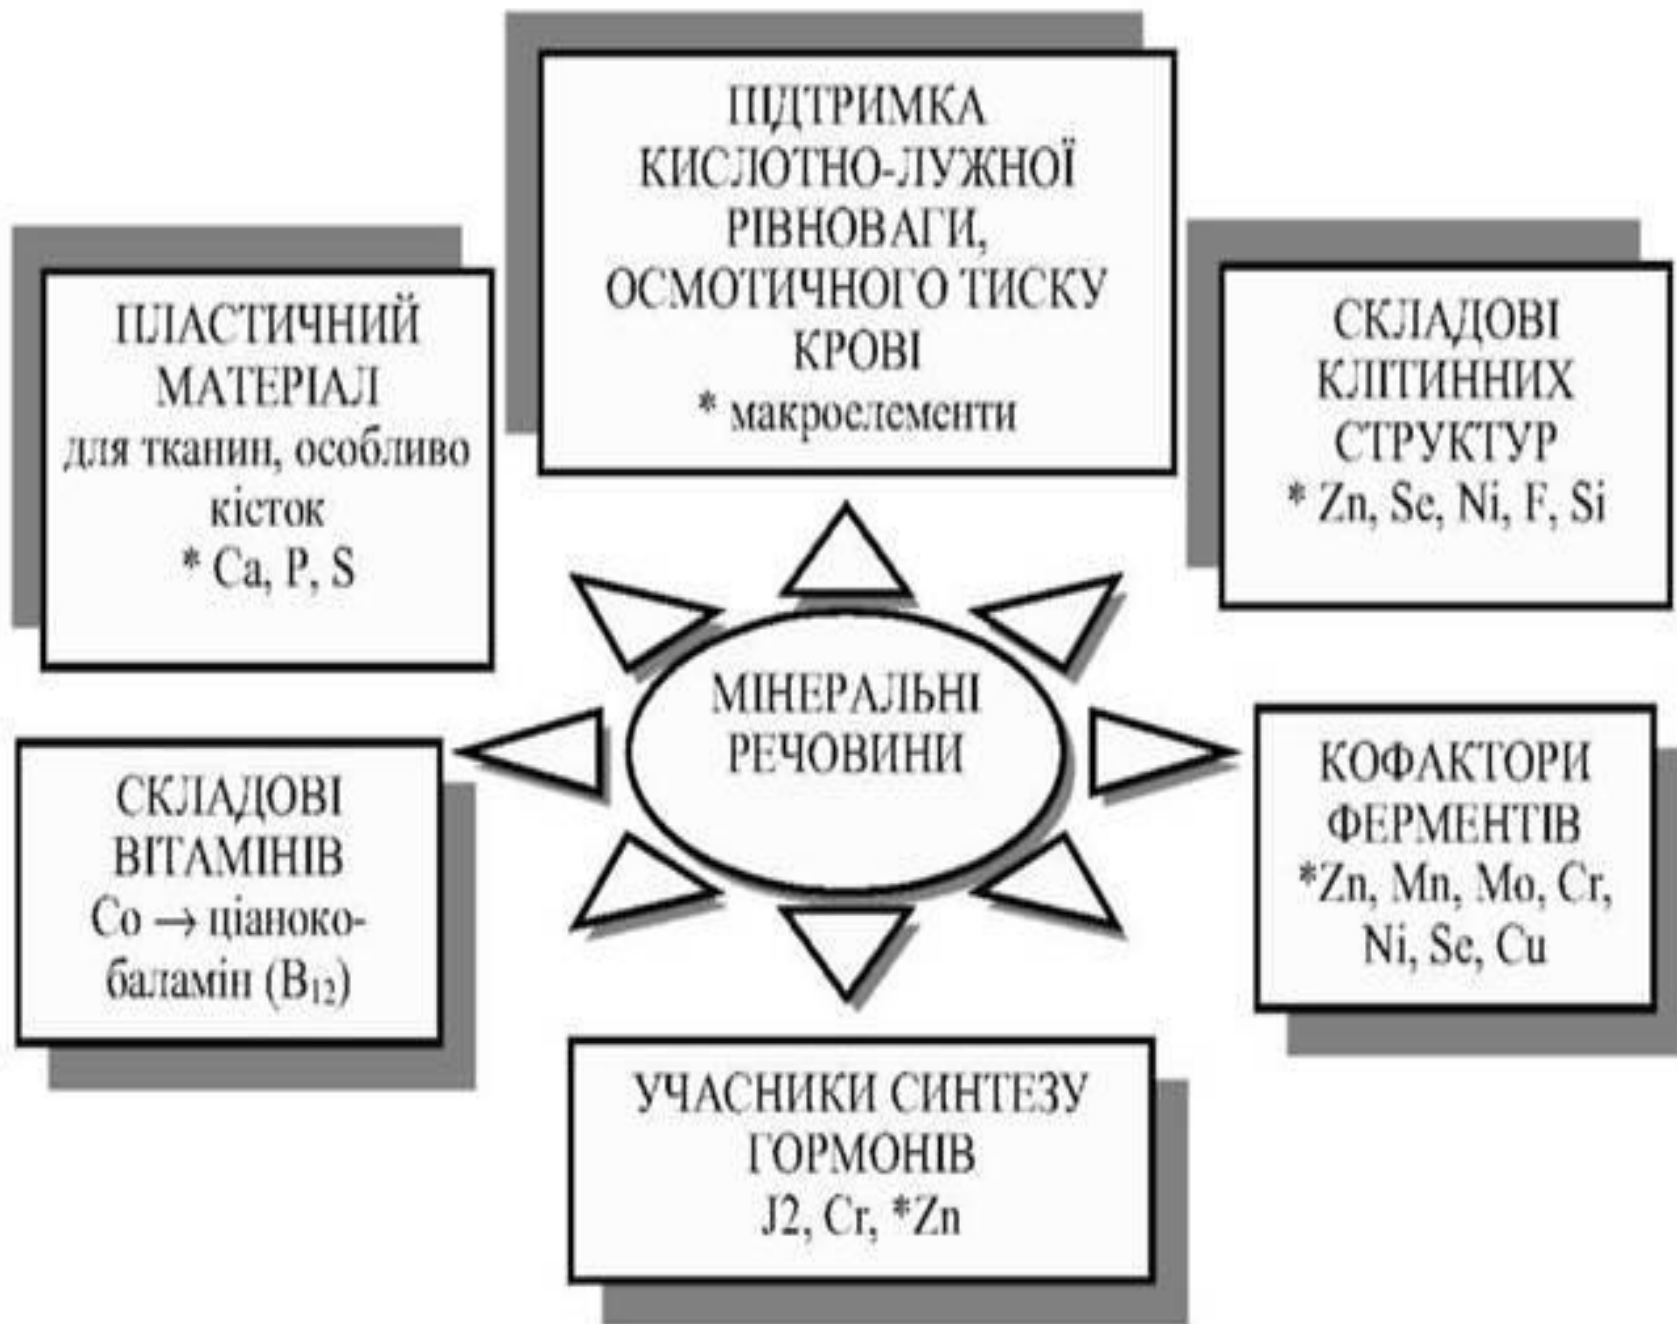 ПІДТРИМКА
КИСЛОТНО-ЛУЖНОЇ
РІВНОВАГИ,
ОСМОТИЧНОГО ТИСКУ
КРОВІ
* макроелементи
ПЛАСТИЧНИЙ
МАТЕРІАЛ
для тканин, особливо
кісток
* Ca, P, S
СКЛАДОВІ
КЛІТИННИХ
СТРУКТУР
* Zn, Se, Ni, F, Si
МІНЕРАЛЬНІ
РЕЧОВИНИ
СКЛАДОВІ
ВІТАМІНІВ
Co → ціаноко-
баламін (B₁₂)
КОФАКТОРИ
ФЕРМЕНТІВ
*Zn, Mn, Mo, Cr,
Ni, Se, Cu
УЧАСНИКИ СИНТЕЗУ
ГОРМОНІВ
J2, Cr, *Zn